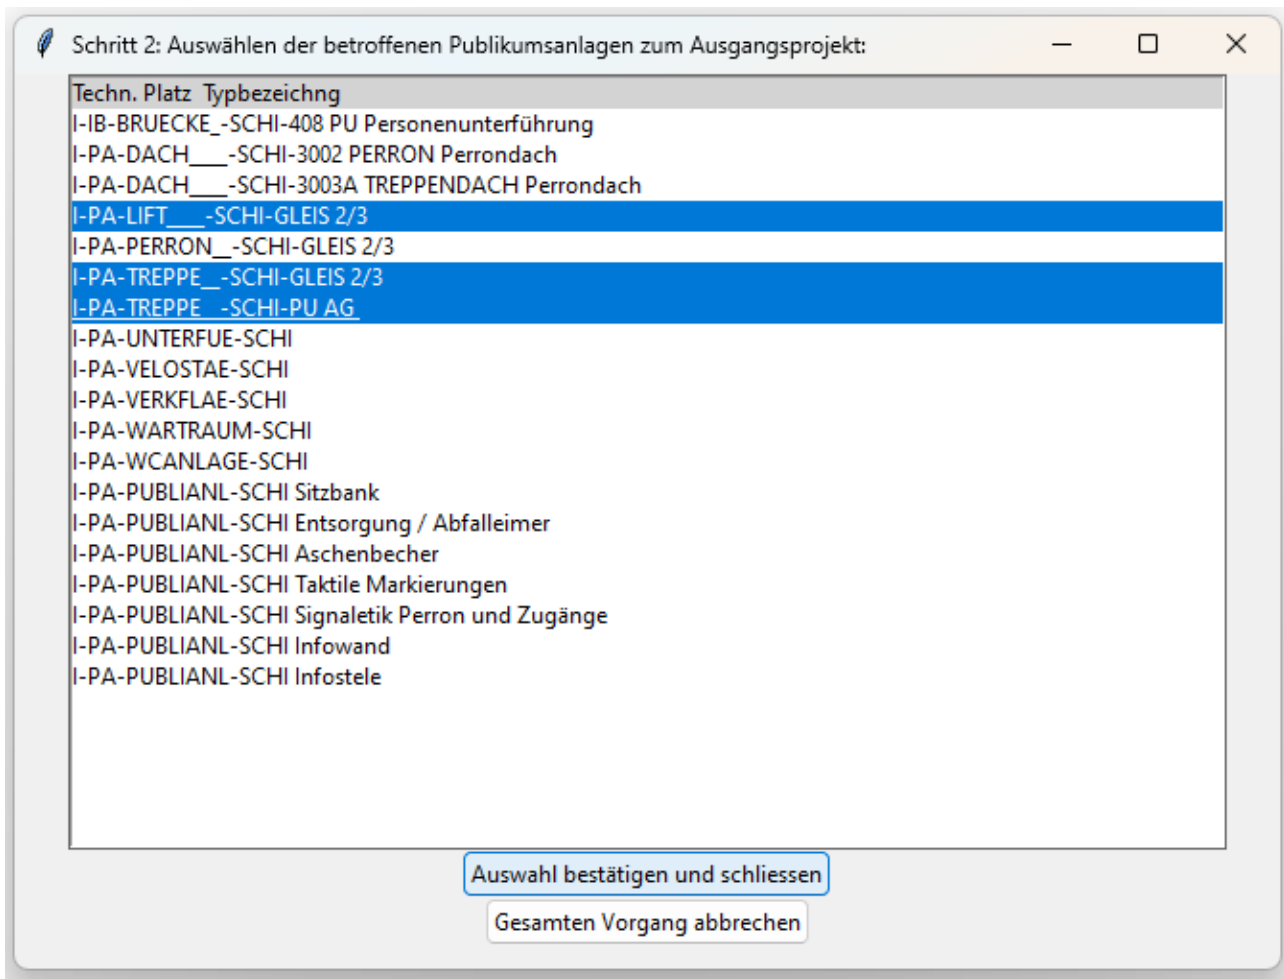 Schritt 2: Auswählen der betroffenen Publikumsanlagen zum Ausgangsprojekt:
Techn. Platz Typbezeichng
I-IB-BRUECKE_-SCHI-408 PU Personenunterführung
I-PA-DACH___-SCHI-3002 PERRON Perrondach
I-PA-DACH___-SCHI-3003A TREPPENDACH Perrondach
I-PA-LIFT___-SCHI-GLEIS 2/3
I-PA-PERRON__-SCHI-GLEIS 2/3
I-PA-TREPPE__-SCHI-GLEIS 2/3
I-PA-TREPPE__-SCHI-PU AG
I-PA-UNTERFUE-SCHI
I-PA-VELOSTAE-SCHI
I-PA-VERKFLAE-SCHI
I-PA-WARTRAUM-SCHI
I-PA-WCANLAGE-SCHI
I-PA-PUBLIANL-SCHI Sitzbank
I-PA-PUBLIANL-SCHI Entsorgung / Abfalleimer
I-PA-PUBLIANL-SCHI Aschenbecher
I-PA-PUBLIANL-SCHI Taktile Markierungen
I-PA-PUBLIANL-SCHI Signaletik Perron und Zugänge
I-PA-PUBLIANL-SCHI Infowand
I-PA-PUBLIANL-SCHI Infostele
Auswahl bestätigen und schliessen
Gesamten Vorgang abbrechen